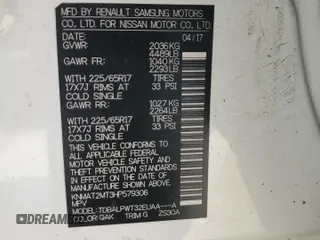 MFD BY RENAULT SAMSUNG MOTORS
CO. LTD. FOR NISSAN MOTOR CO. LTD.
04/17
GVWR: 2036KG
4489LB
GAWR FR: 1040KG
2293LB
WITH 225/65R17 TIRES
17X7J RIMS AT 33 PSI
COLD SINGLE
GAWR RR: 1027KG
2264LB
WITH 225/65R17 TIRES
17X7J RIMS AT 33 PSI
COLD SINGLE
THIS VEHICLE CONFORMS TO ALL
APPLICABLE FEDERAL MOTOR
VEHICLE SAFETY, BUMPER, AND
THEFT PREVENTION STANDARDS
IN EFFECT ON THE DATE OF
MANUFACTURE SHOWN ABOVE
KNMAT2MT3HP579306
MPV
MODEL: TDBALPWT32EUAA---A
COLOR QAK TRIM G ZS30A